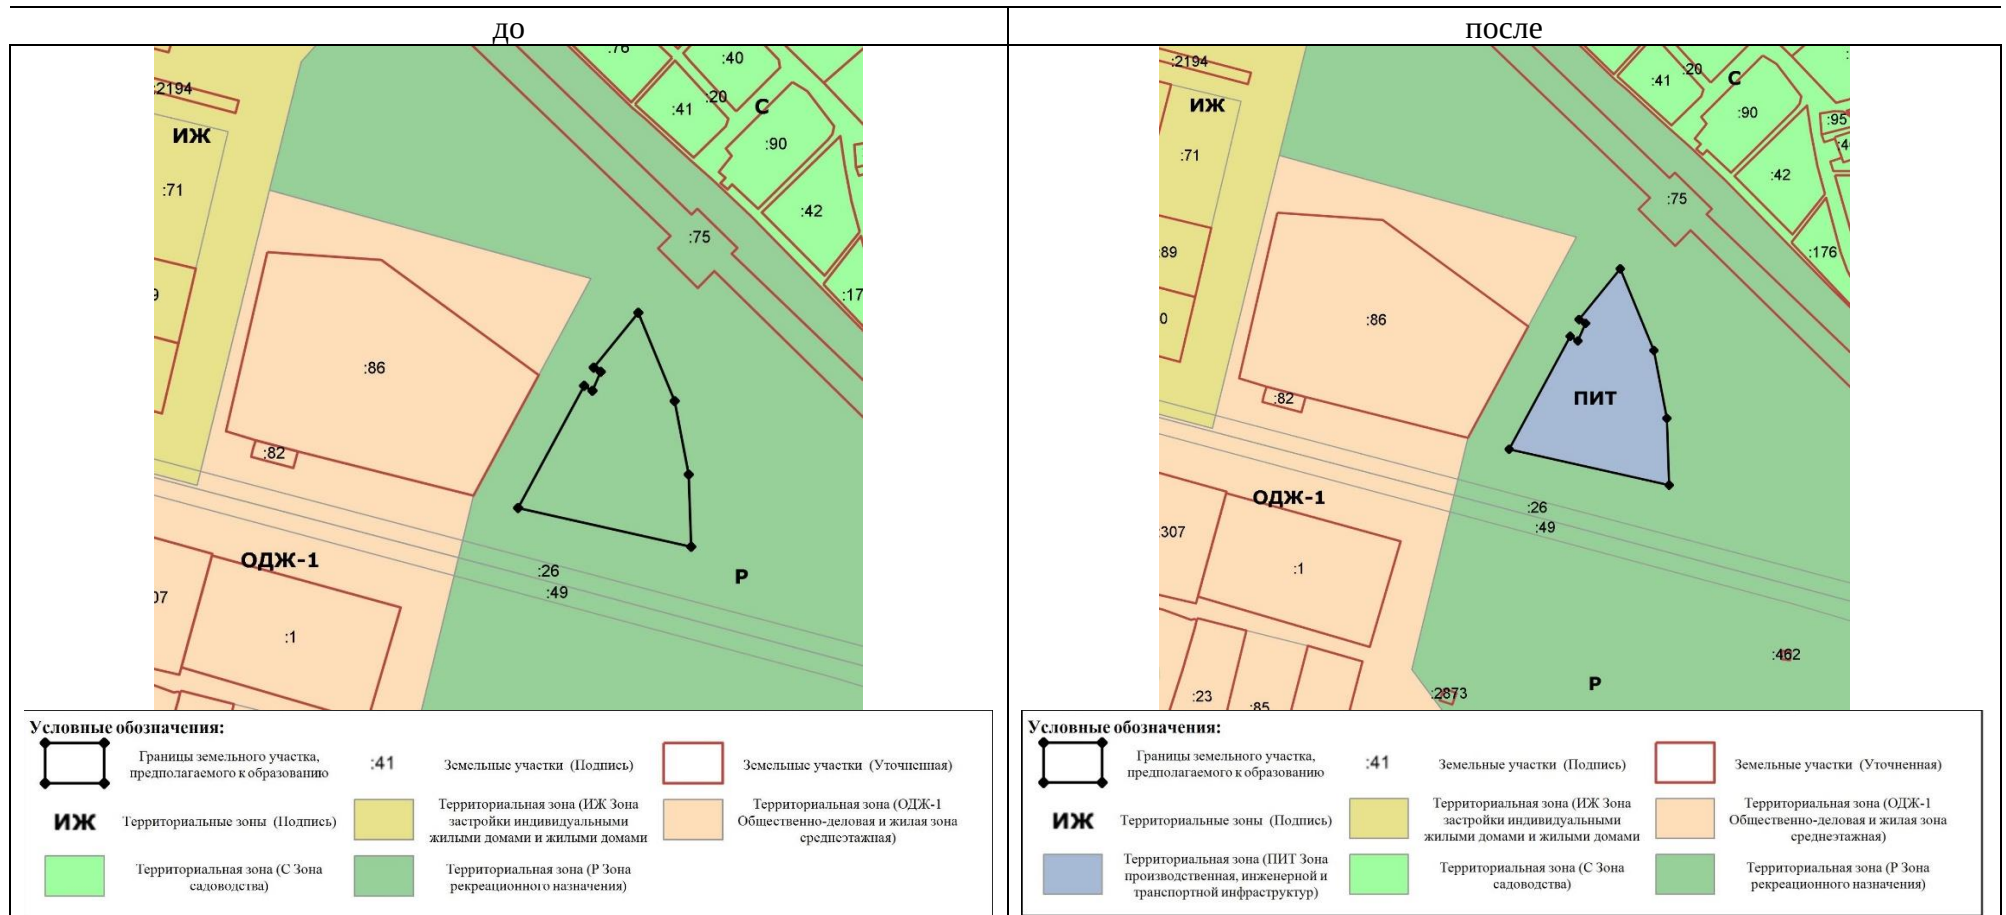 до
после
:76
:40
:2194
:20
С
:41
ИЖ
:90
:71
:42
:75
:17
9
:86
:82
ОДЖ-1
:26
Р
:49
07
:1
:2194
:20
С
:41
ИЖ
:90
:95
:71
:42
:75
:89
:176
0
:86
:82
ПИТ
ОДЖ-1
:26
:49
:307
:1
:462
Р
:2873
:23
:85
Условные обозначения:
Границы земельного участка,
предполагаемого к образованию
:41
Земельные участки (Подпись)
Земельные участки (Уточненная)
ИЖ
Территориальные зоны (Подпись)
Территориальная зона (ИЖ Зона
застройки индивидуальными
жилыми домами и жилыми домами
Территориальная зона (ОДЖ-1
Общественно-деловая и жилая зона
среднеэтажная)
Территориальная зона (С Зона
садоводства)
Территориальная зона (Р Зона
рекреационного назначения)
Условные обозначения:
Границы земельного участка,
предполагаемого к образованию
:41
Земельные участки (Подпись)
Земельные участки (Уточненная)
ИЖ
Территориальные зоны (Подпись)
Территориальная зона (ИЖ Зона
застройки индивидуальными
жилыми домами и жилыми домами
Территориальная зона (ОДЖ-1
Общественно-деловая и жилая зона
среднеэтажная)
Территориальная зона (ПИТ Зона
производственная, инженерной и
транспортной инфраструктур)
Территориальная зона (С Зона
садоводства)
Территориальная зона (Р Зона
рекреационного назначения)